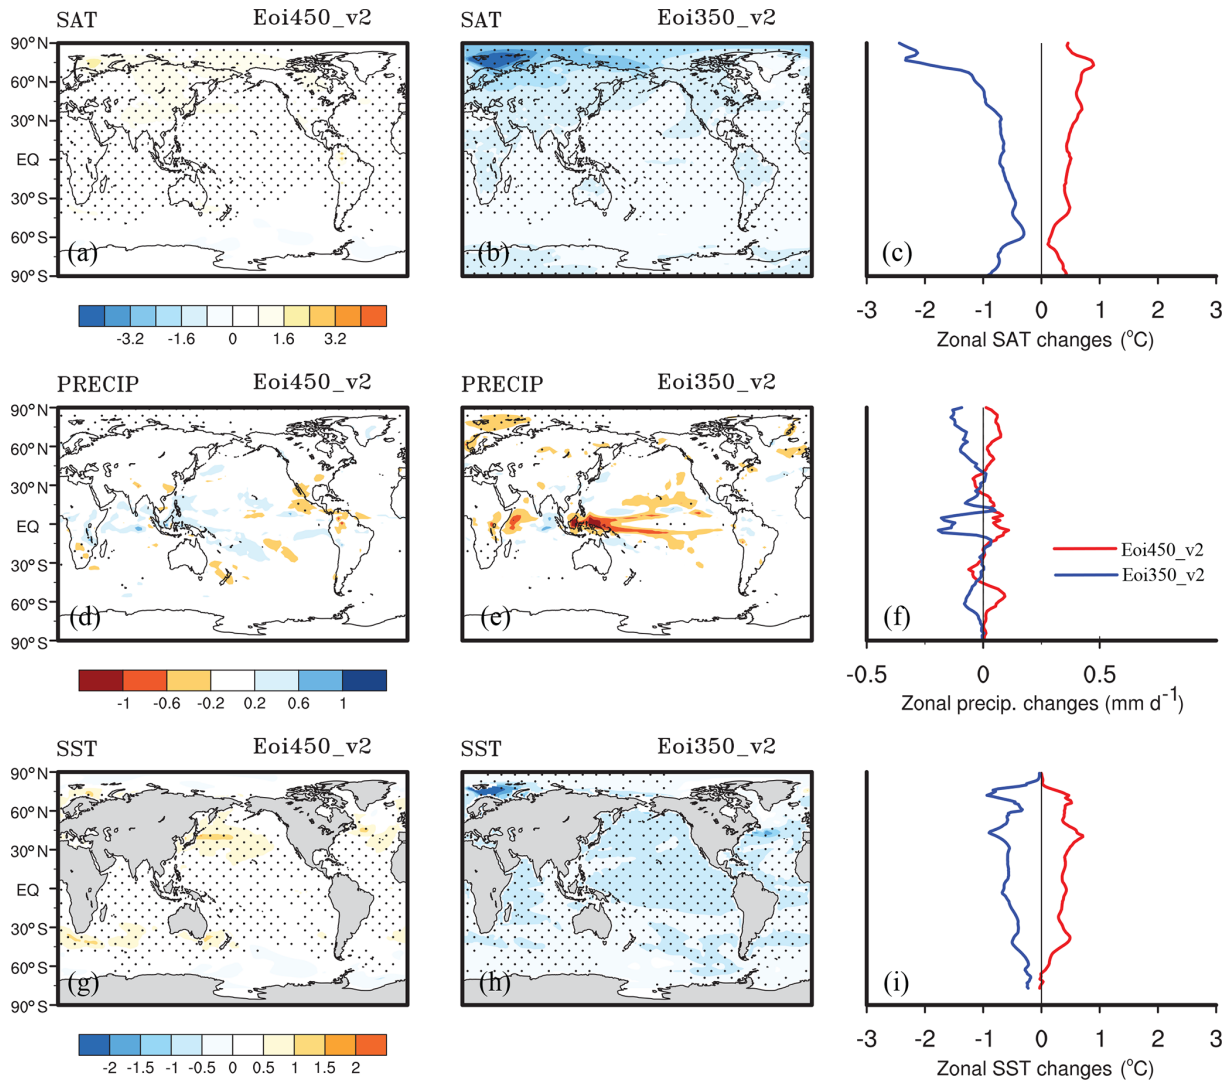 SAT Eoi450_v2 SAT Eoi350_v2
90°N
60°N
30°N
EQ
30°S
60°S
90°S
(a) (b) (c)
-3.2 -1.6 0 1.6 3.2
-3 -2 -1 0 1 2 3
Zonal SAT changes (°C)
PRECIP Eoi450_v2 PRECIP Eoi350_v2
90°N
60°N
30°N
EQ
30°S
60°S
90°S
(d) (e) (f)
Eoi450_v2
Eoi350_v2
-1 -0.6 -0.2 0.2 0.6 1
-0.5 0 0.5
Zonal precip. changes (mm d⁻¹)
SST Eoi450_v2 SST Eoi350_v2
90°N
60°N
30°N
EQ
30°S
60°S
90°S
(g) (h) (i)
-2 -1.5 -1 -0.5 0 0.5 1 1.5 2
-3 -2 -1 0 1 2 3
Zonal SST changes (°C)